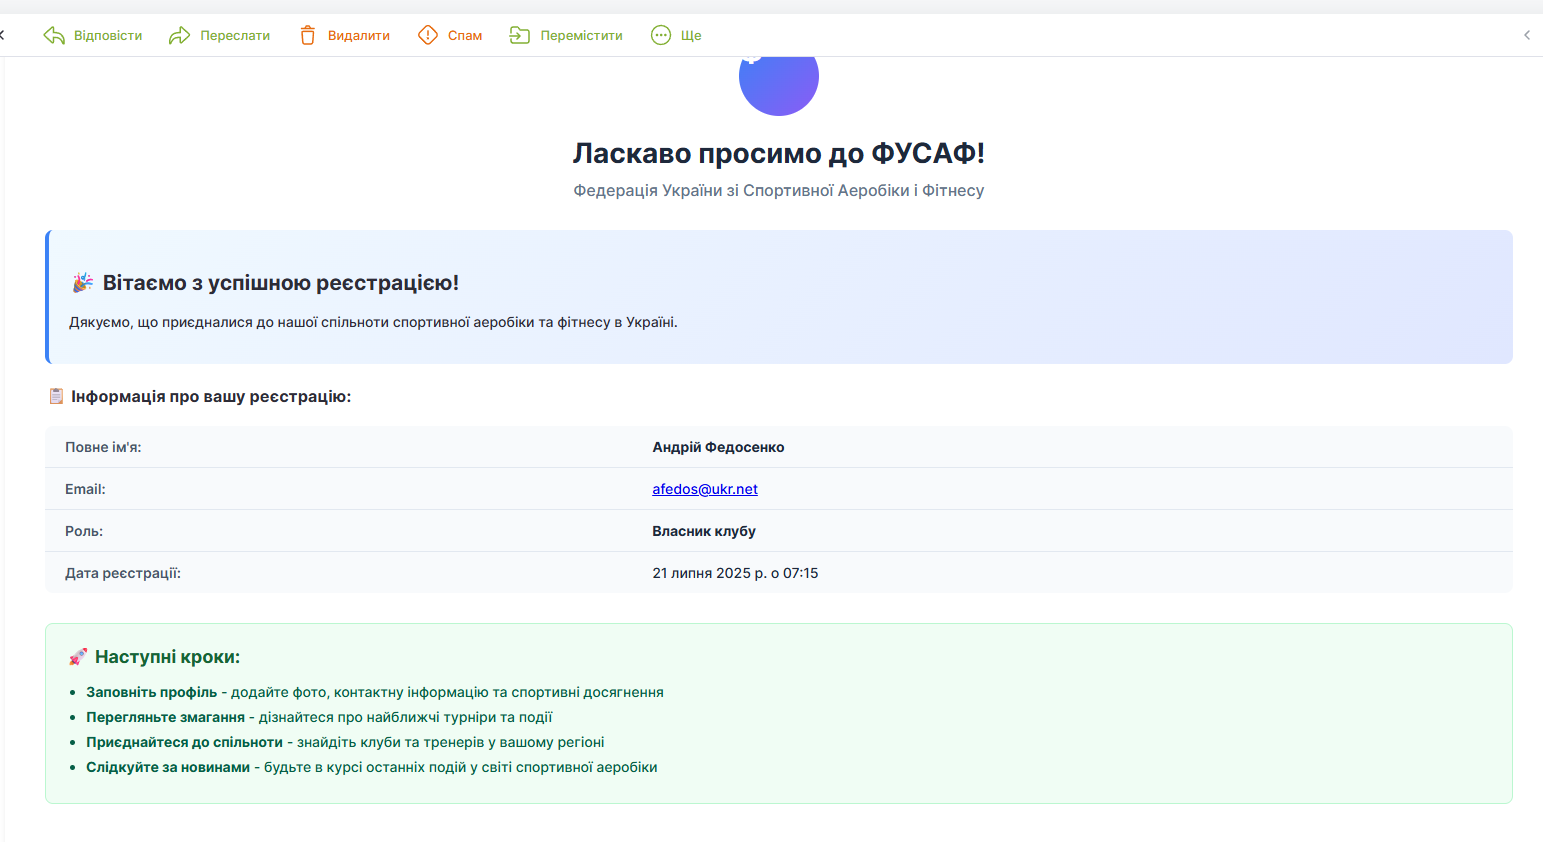 Відповісти Переслати Видалити Спам Перемістити Ще
Ласкаво просимо до ФУСАФ!
Федерація України зі Спортивної Аеробіки і Фітнесу
🎉 Вітаємо з успішною реєстрацією!
Дякуємо, що приєдналися до нашої спільноти спортивної аеробіки та фітнесу в Україні.
📋 Інформація про вашу реєстрацію:
Повне ім'я: Андрій Федосенко
Email: afedos@ukr.net
Роль: Власник клубу
Дата реєстрації: 21 липня 2025 р. о 07:15
🚀 Наступні кроки:
• Заповніть профіль - додайте фото, контактну інформацію та спортивні досягнення
• Перегляньте змагання - дізнайтеся про найближчі турніри та події
• Приєднайтеся до спільноти - знайдіть клуби та тренерів у вашому регіоні
• Слідкуйте за новинами - будьте в курсі останніх подій у світі спортивної аеробіки